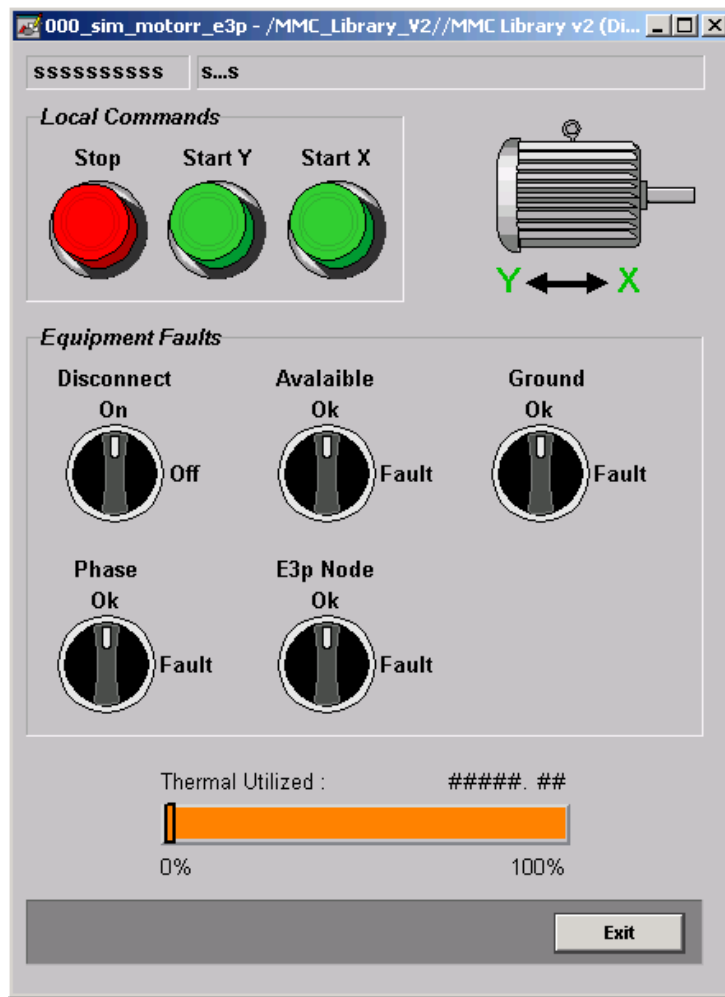 000_sim_motorr_e3p - /MMC_Library_V2//MMC Library v2 (Di...
ssssssssss s...s
Local Commands
Stop Start Y Start X
Y X
Equipment Faults
Disconnect Avalaible Ground
On Ok Ok
Off Fault Fault
Phase E3p Node
Ok Ok
Fault Fault
Thermal Utilized : #####. ##
0% 100%
Exit